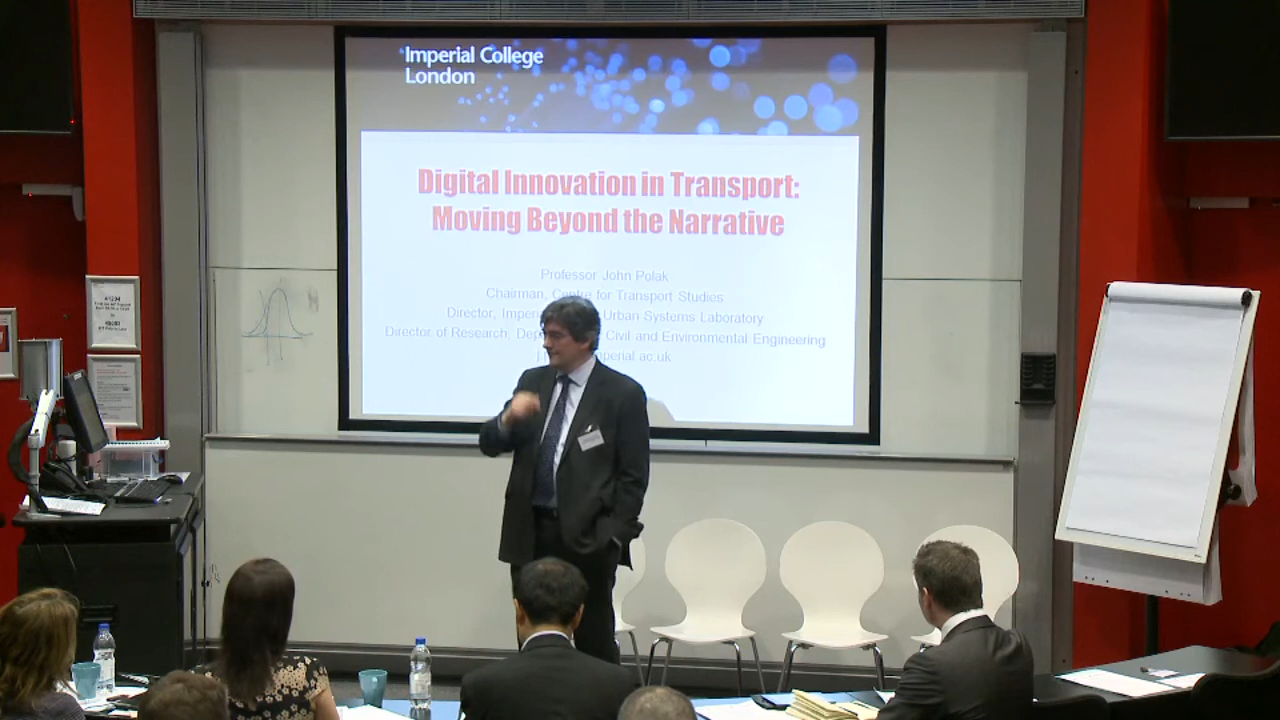 Imperial College
London
Digital Innovation in Transport:
Moving Beyond the Narrative
Professor John Polak
Chairman, Centre for Transport Studies
Director, Imperial Urban Systems Laboratory
Director of Research, Civil and Environmental Engineering